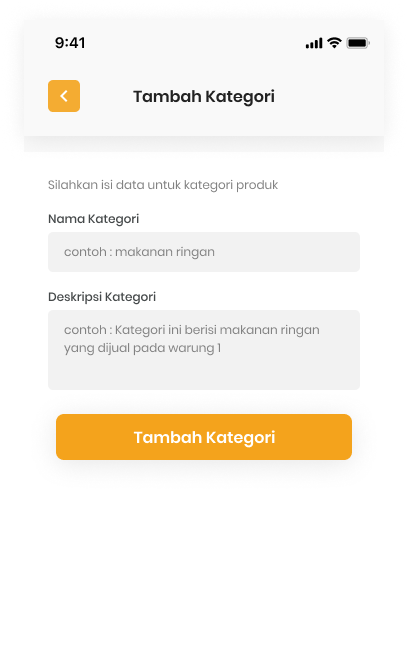 9:41
Tambah Kategori
Silahkan isi data untuk kategori produk
Nama Kategori
contoh : makanan ringan
Deskripsi Kategori
contoh : Kategori ini berisi makanan ringan
yang dijual pada warung 1
Tambah Kategori